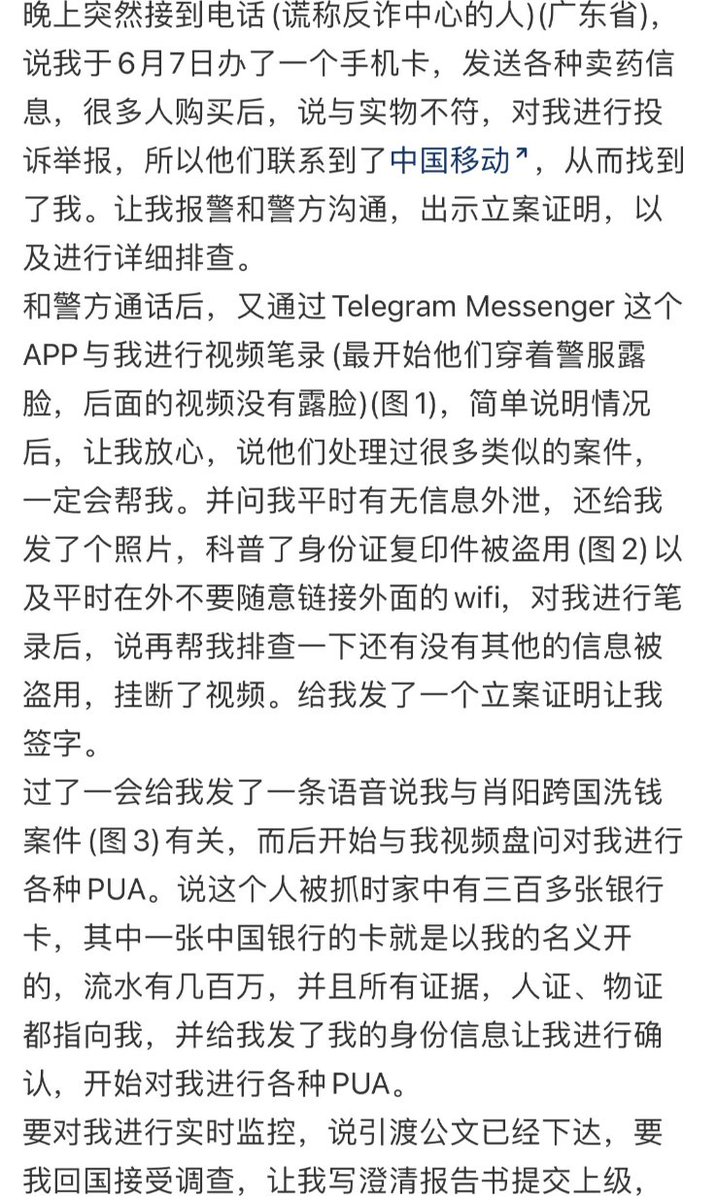 晚上突然接到电话(谎称反诈中心的人)(广东省)，
说我于6月7日办了一个手机卡，发送各种卖药信
息，很多人购买后，说与实物不符，对我进行投
诉举报，所以他们联系到了中国移动↗，从而找到
了我。让我报警和警方沟通，出示立案证明，以
及进行详细排查。
和警方通话后，又通过Telegram Messenger 这个
APP与我进行视频笔录(最开始他们穿着警服露
脸，后面的视频没有露脸)(图1)，简单说明情况
后，让我放心，说他们处理过很多类似的案件，
一定会帮我。并问我平时有无信息外泄，还给我
发了个照片，科普了身份证复印件被盗用(图2)以
及平时在外不要随意链接外面的wifi，对我进行笔
录后，说再帮我排查一下还有没有其他的信息被
盗用，挂断了视频。给我发了一个立案证明让我
签字。
过了一会给我发了一条语音说我与肖阳跨国洗钱
案件(图3)有关，而后开始与我视频盘问对我进行
各种PUA。说这个人被抓时家中有三百多张银行
卡，其中一张中国银行的卡就是以我的名义开
的，流水有几百万，并且所有证据，人证、物证
都指向我，并给我发了我的身份信息让我进行确
认，开始对我进行各种PUA。
要对我进行实时监控，说引渡公文已经下达，要
我回国接受调查，让我写澄清报告书提交上级，